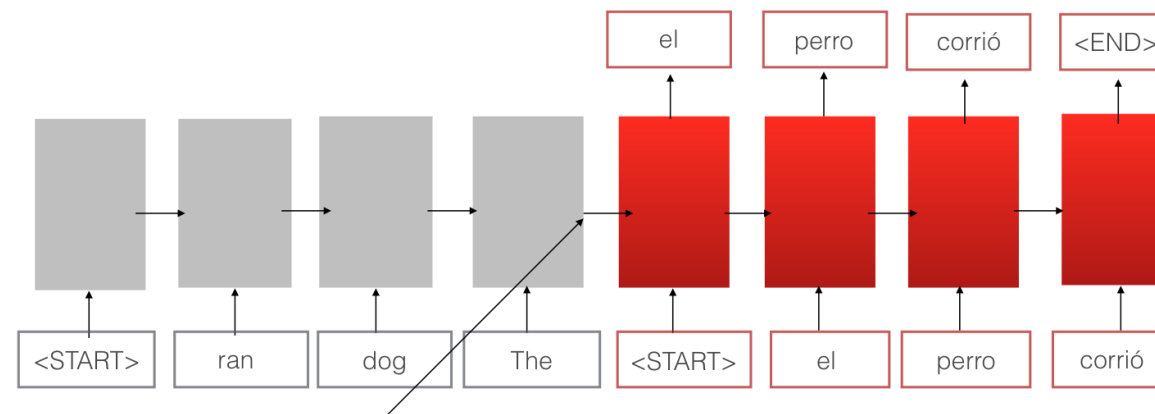 el perro corrió <END>
<START> ran dog The <START> el perro corrió